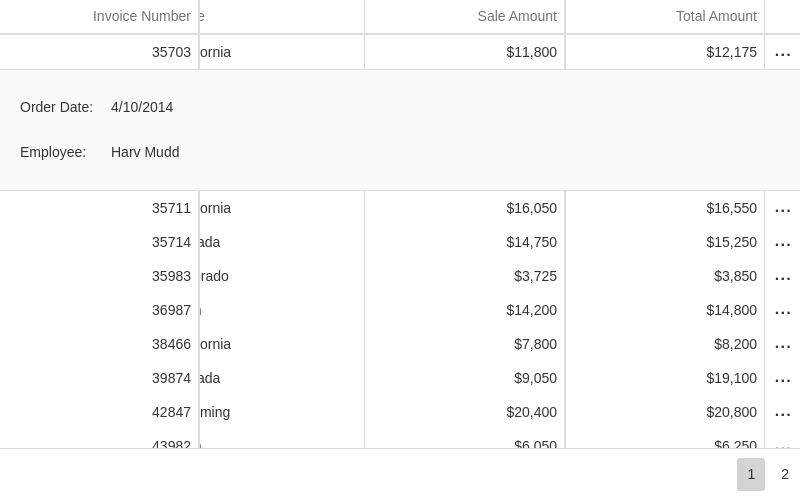 Invoice Number e Sale Amount Total Amount
35703 ornia $11,800 $12,175 ...
Order Date: 4/10/2014
Employee: Harv Mudd
35711 ornia $16,050 $16,550 ...
35714 ada $14,750 $15,250 ...
35983 rado $3,725 $3,850 ...
36987 $14,200 $14,800 ...
38466 ornia $7,800 $8,200 ...
39874 ada $9,050 $19,100 ...
42847 ming $20,400 $20,800 ...
43982 $6,050 $6,250 ...
1 2